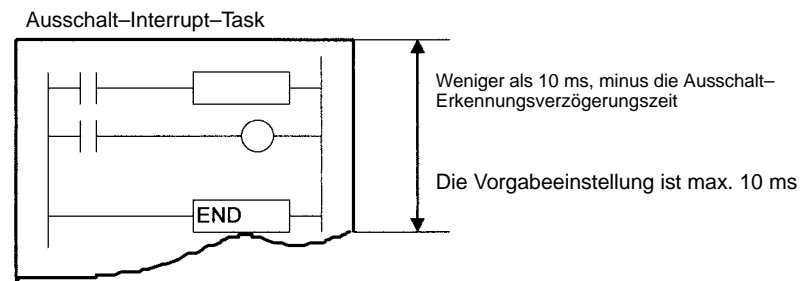 Ausschalt–Interrupt–Task
Weniger als 10 ms, minus die Ausschalt–
Erkennungsverzögerungszeit
Die Vorgabeeinstellung ist max. 10 ms
END